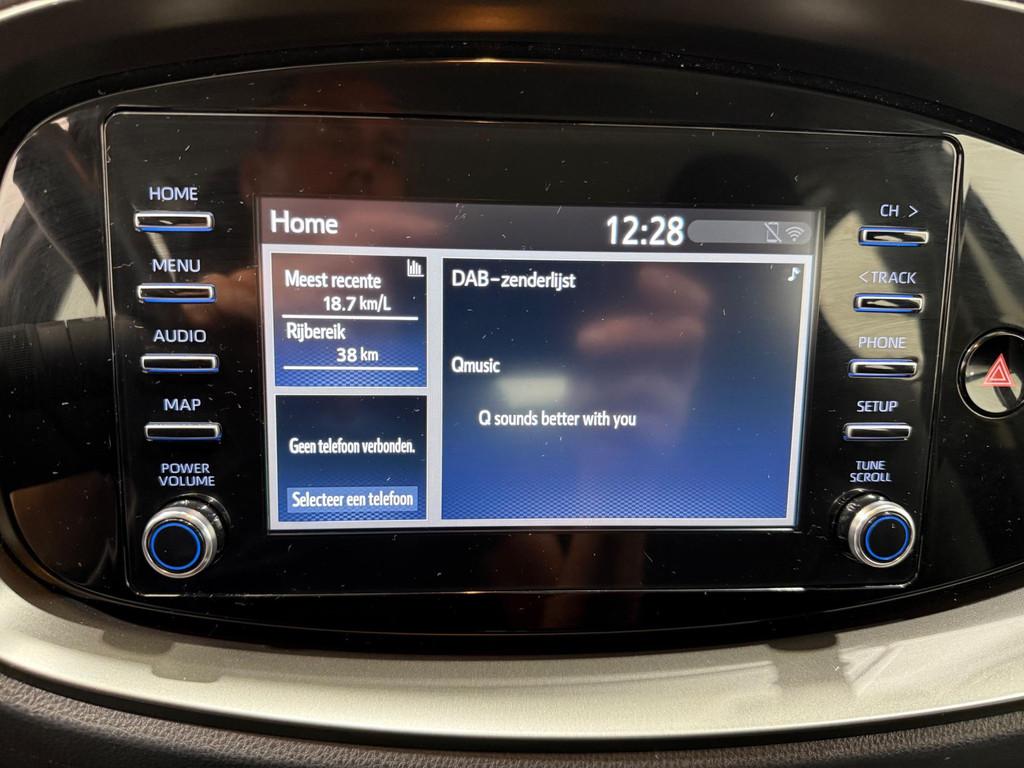 HOME
MENU
AUDIO
MAP
POWER
VOLUME
Home
12:28
Meest recente
18.7 km/L
Rijbereik
38 km
Geen telefoon verbonden.
Selecteer een telefoon
DAB-zenderlijst
Qmusic
Q sounds better with you
CH >
<TRACK
PHONE
SETUP
TUNE
SCROLL